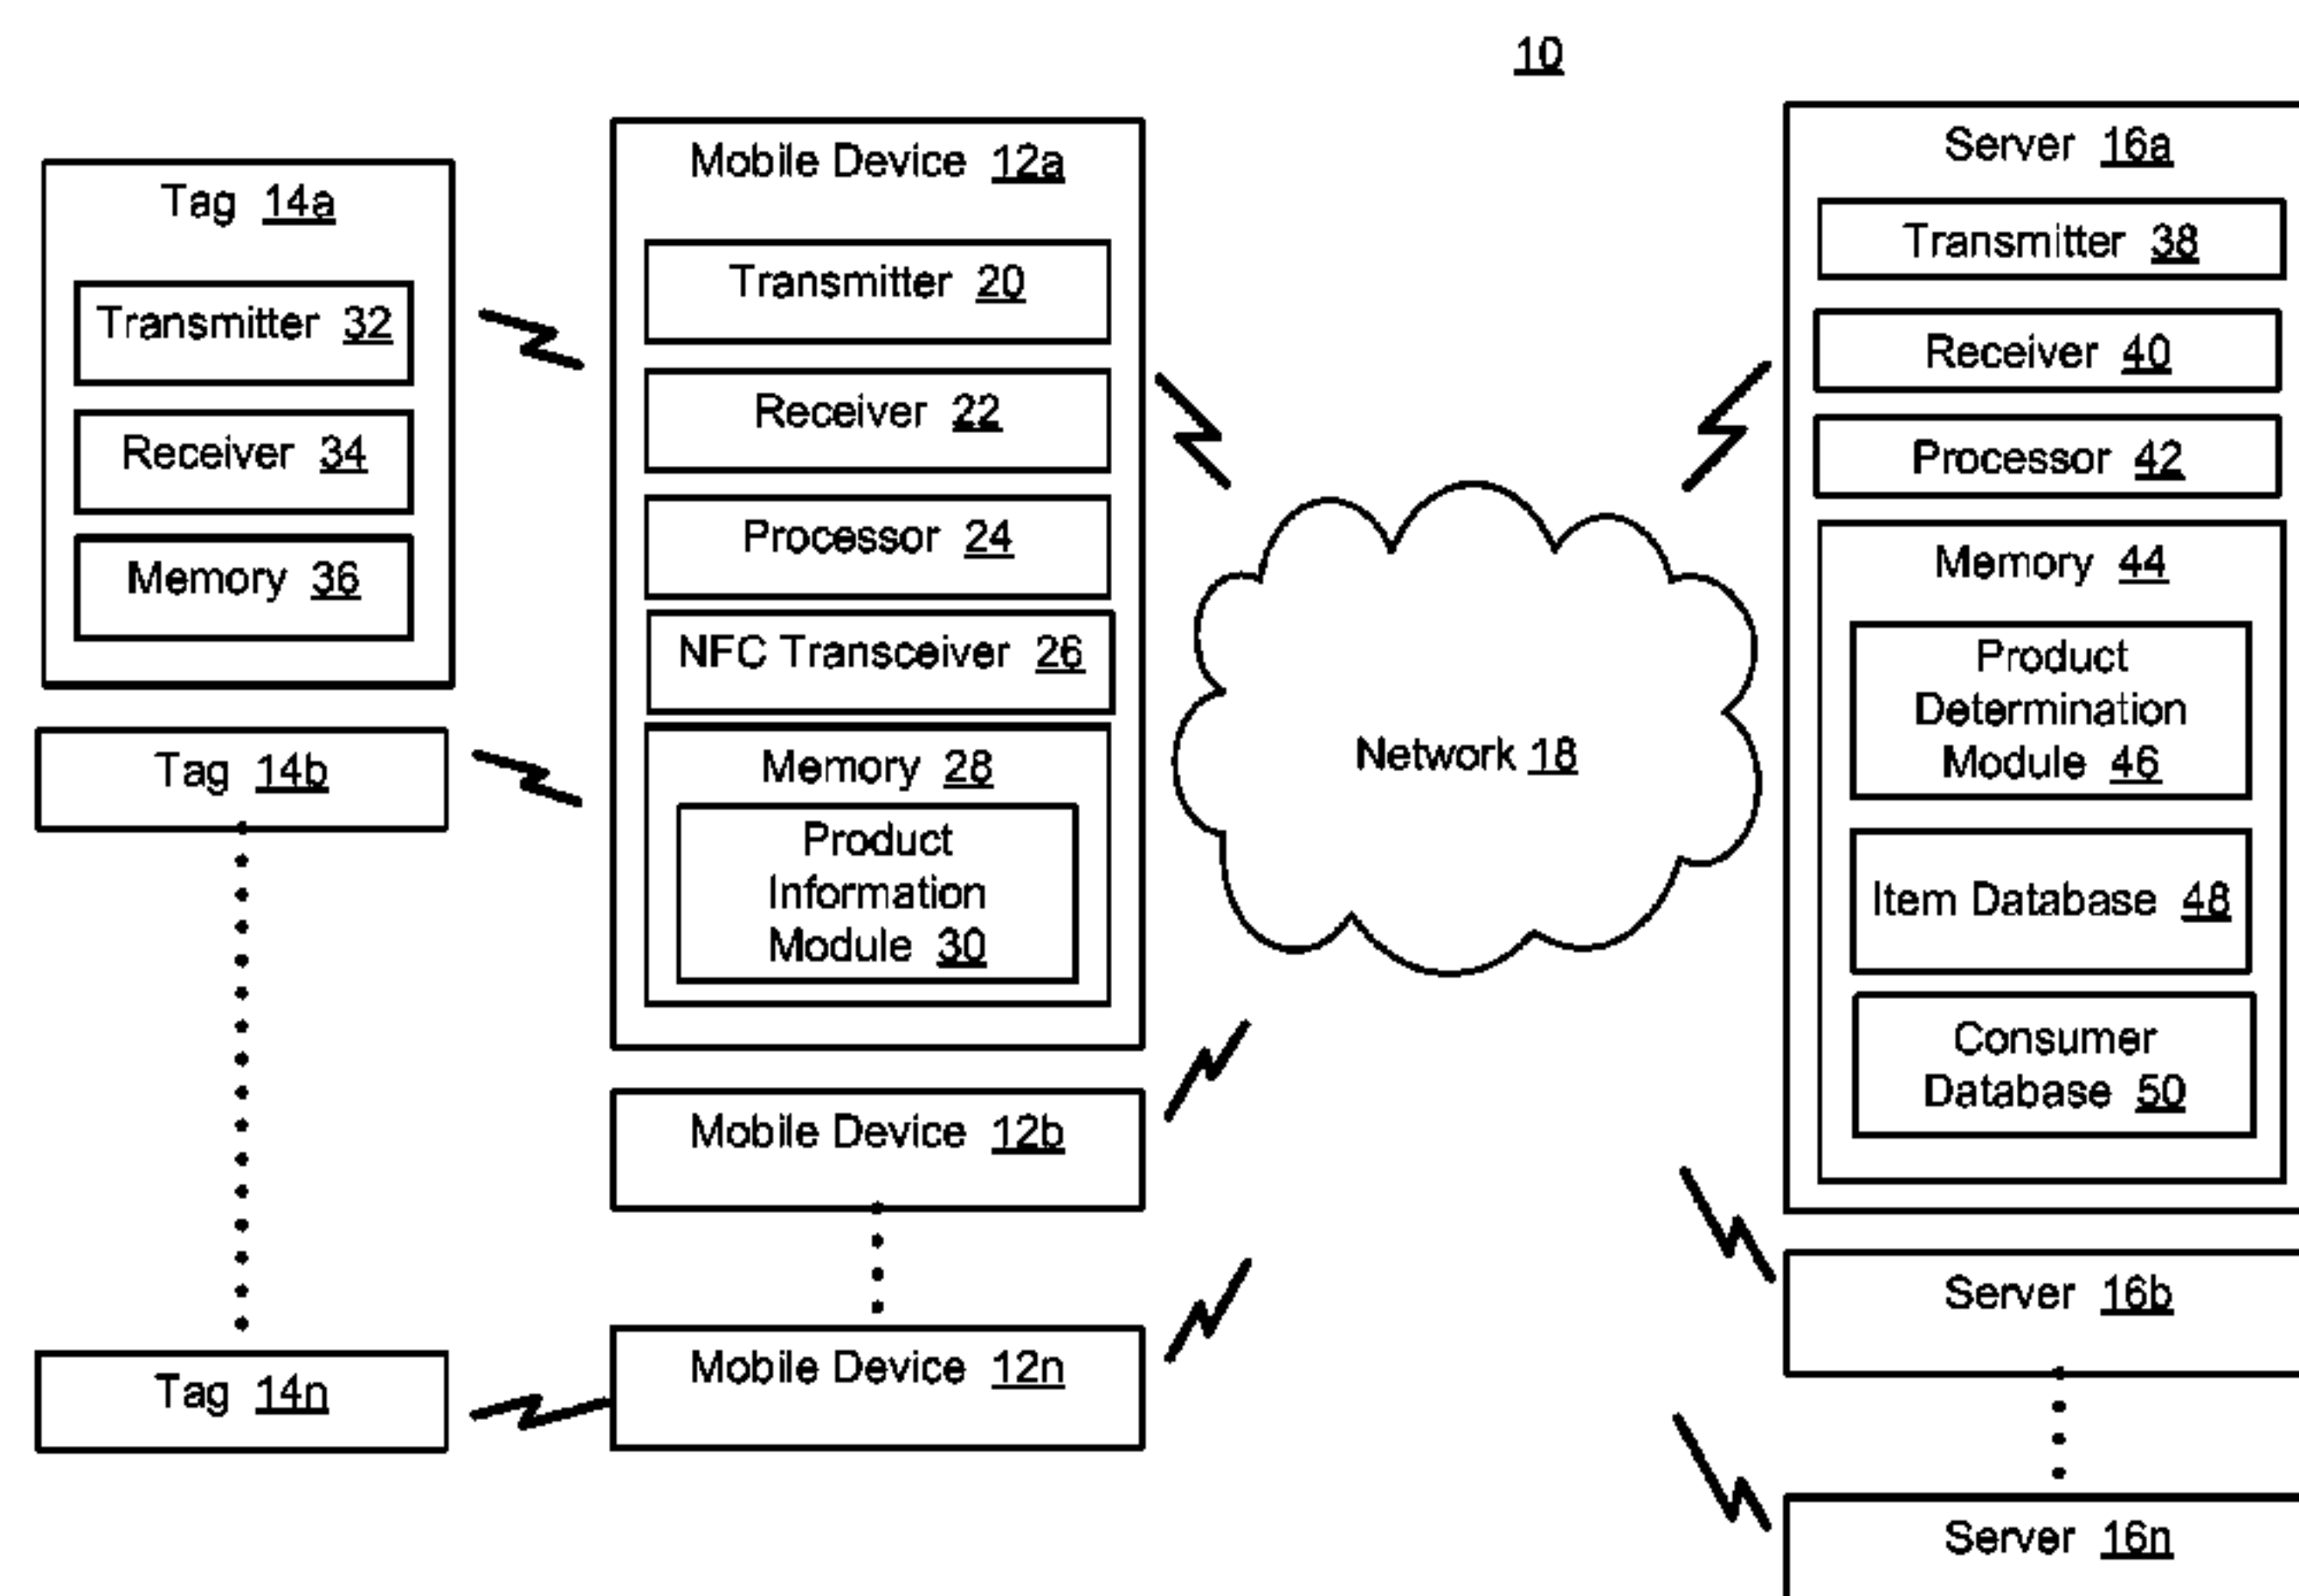 10
Tag 14a
Transmitter 32
Receiver 34
Memory 36
Tag 14b
Tag 14n
Mobile Device 12a
Transmitter 20
Receiver 22
Processor 24
NFC Transceiver 26
Memory 28
Product
Information
Module 30
Mobile Device 12b
Mobile Device 12n
Network 18
Server 16a
Transmitter 38
Receiver 40
Processor 42
Memory 44
Product
Determination
Module 46
Item Database 48
Consumer
Database 50
Server 16b
Server 16n